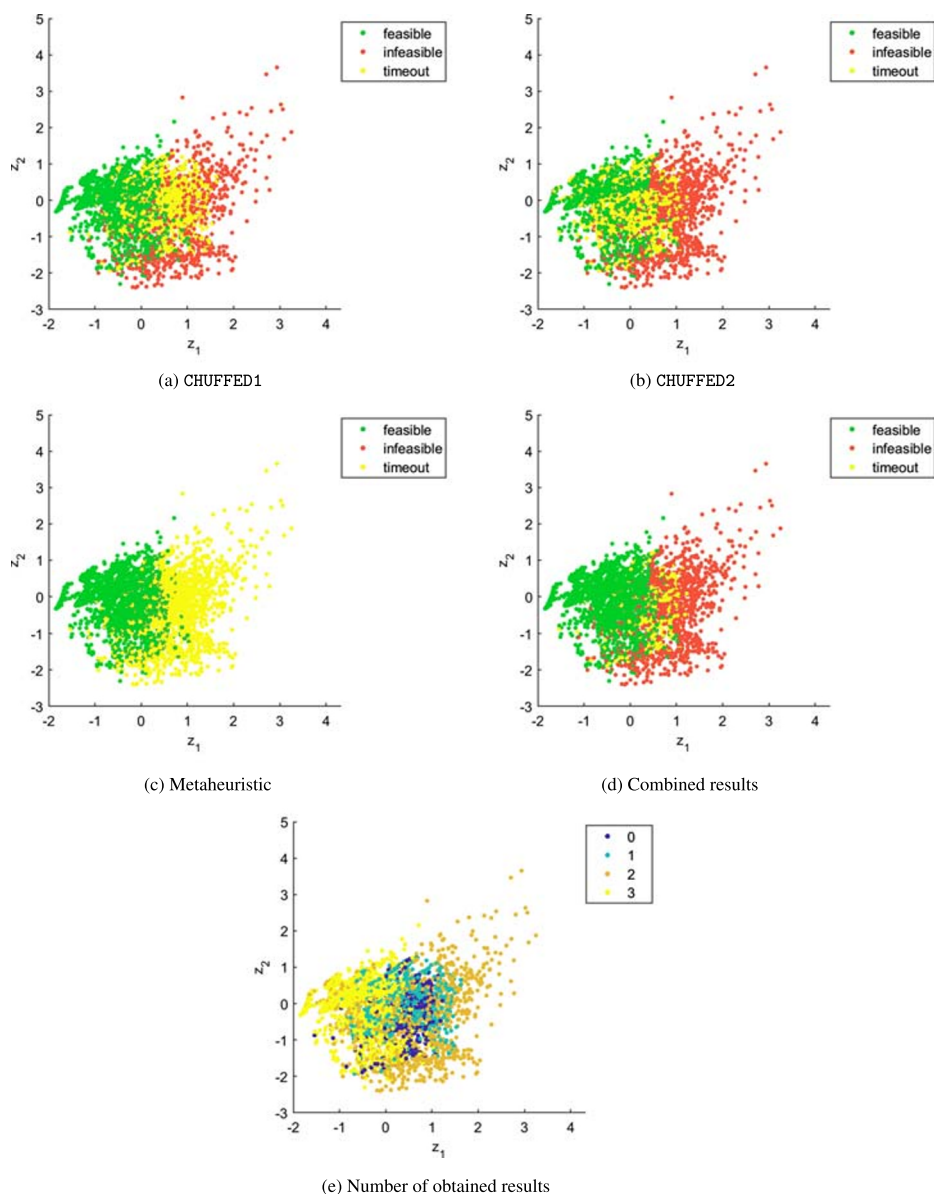 5
4
3
2
1
0
-1
-2
-3
z2
-2 -1 0 1 2 3 4
z1
feasible
infeasible
timeout
(a) CHUFFED1
5
4
3
2
1
0
-1
-2
-3
z2
-2 -1 0 1 2 3 4
z1
feasible
infeasible
timeout
(b) CHUFFED2
5
4
3
2
1
0
-1
-2
-3
z2
-2 -1 0 1 2 3 4
z1
feasible
infeasible
timeout
(c) Metaheuristic
5
4
3
2
1
0
-1
-2
-3
z2
-2 -1 0 1 2 3 4
z1
feasible
infeasible
timeout
(d) Combined results
5
4
3
2
1
0
-1
-2
-3
z2
-2 -1 0 1 2 3 4
z1
0
1
2
3
(e) Number of obtained results